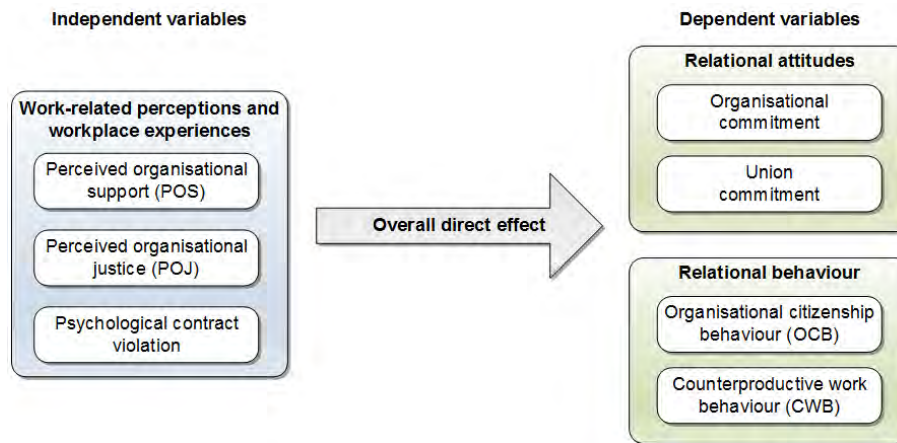 Independent variables
Work-related perceptions and
workplace experiences
Perceived organisational
support (POS)
Perceived organisational
justice (POJ)
Psychological contract
violation
Overall direct effect
Dependent variables
Relational attitudes
Organisational
commitment
Union
commitment
Relational behaviour
Organisational citizenship
behaviour (OCB)
Counterproductive work
behaviour (CWB)